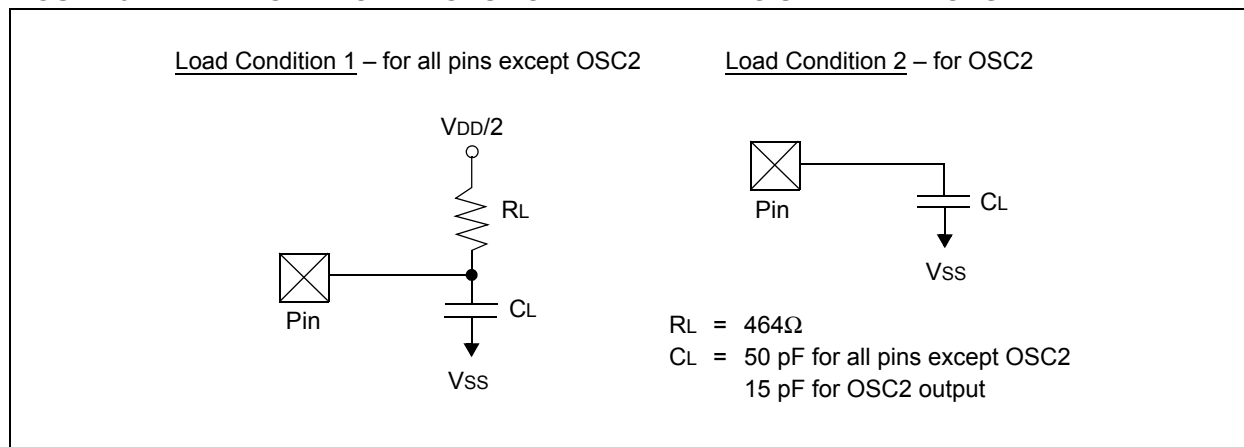 Load Condition 1 – for all pins except OSC2
VDD/2
RL
Pin
CL
VSS
Load Condition 2 – for OSC2
Pin
CL
VSS
RL = 464Ω
CL = 50 pF for all pins except OSC2
15 pF for OSC2 output